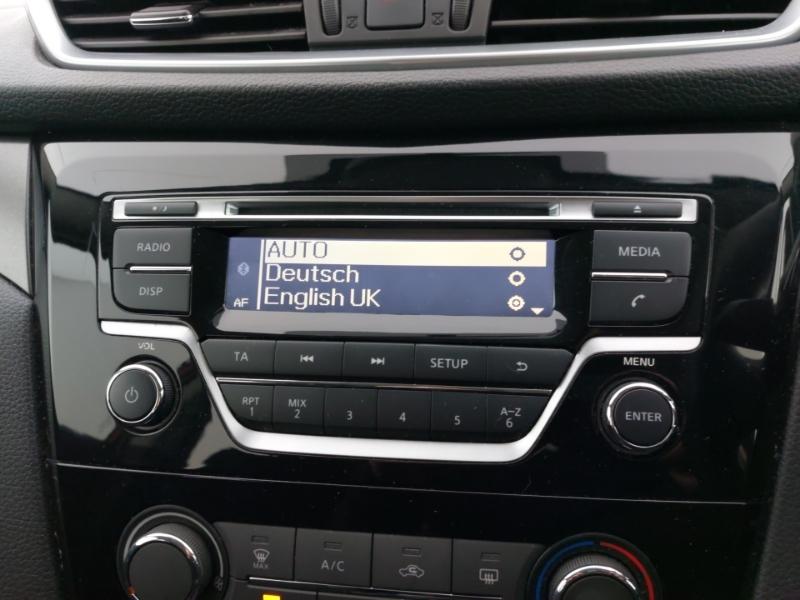 RADIO
DISP
AF
AUTO
Deutsch
English UK
MEDIA
VOL
TA
SETUP
MENU
RPT
1
MIX
2
3
4
5
A-Z
6
ENTER
MAX
A/C